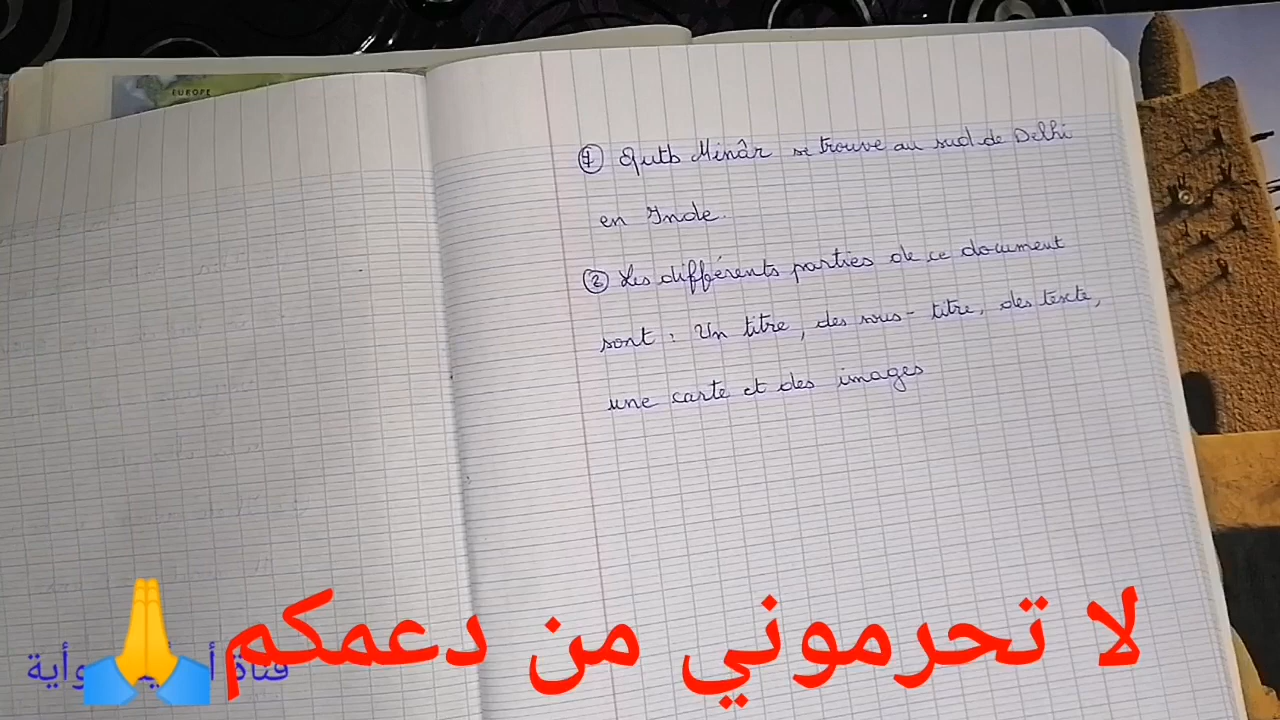 EUROPE
① Qutb Minâr se trouve au sud de Delhi
en Inde.
② Les différents parties de ce document
sont : Un titre, des sous-titre, des texte,
une carte et des images
لا تحرموني من دعمكم🙏
قناة